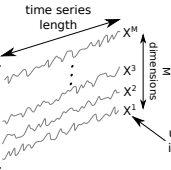 time series
length
X^M
X^3
X^2
X^1
M
dimensions